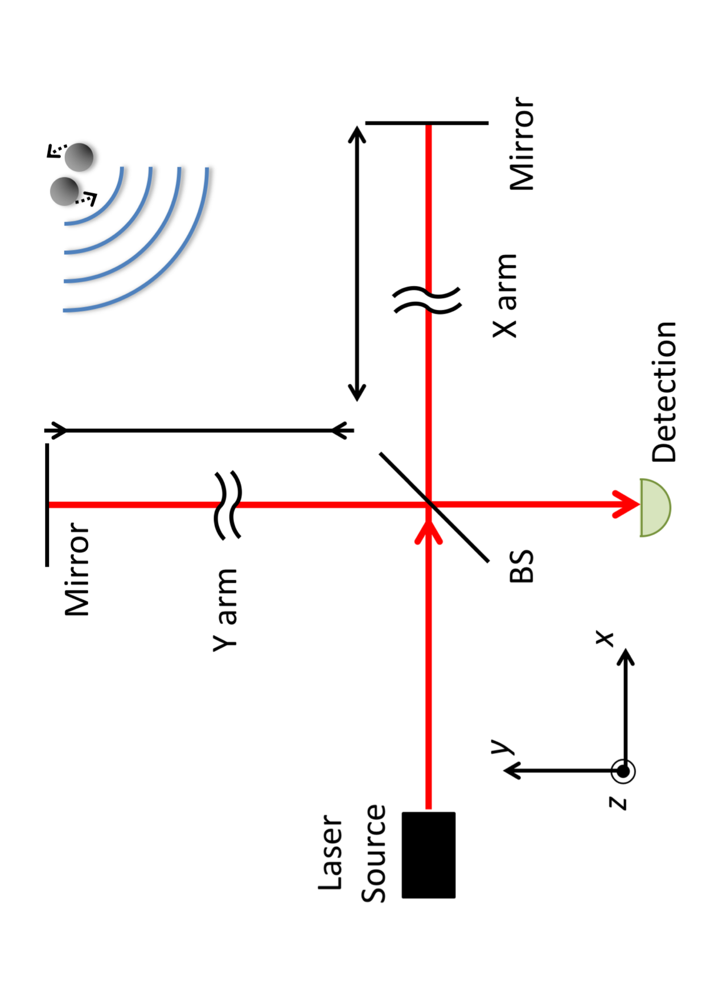 Mirror
Y arm
Laser
Source
BS
X arm
Mirror
Detection
y
x
z